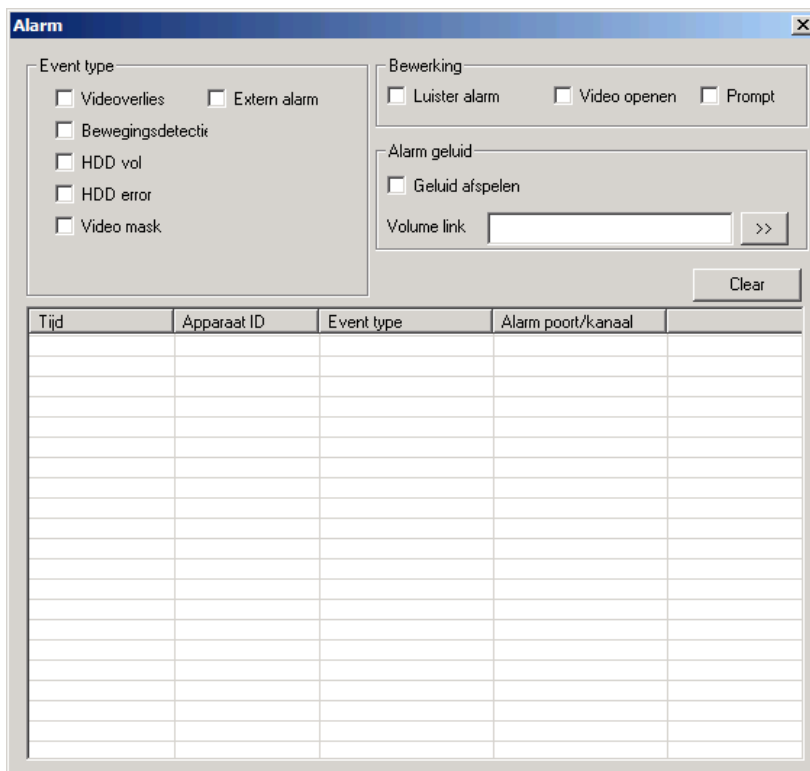 Alarm
Event type
Videoverlies Extern alarm
Bewegingsdetectie
HDD vol
HDD error
Video mask
Bewerking
Luister alarm Video openen Prompt
Alarm geluid
Geluid afspelen
Volume link >>
Clear
Tijd Apparaat ID Event type Alarm poort/kanaal